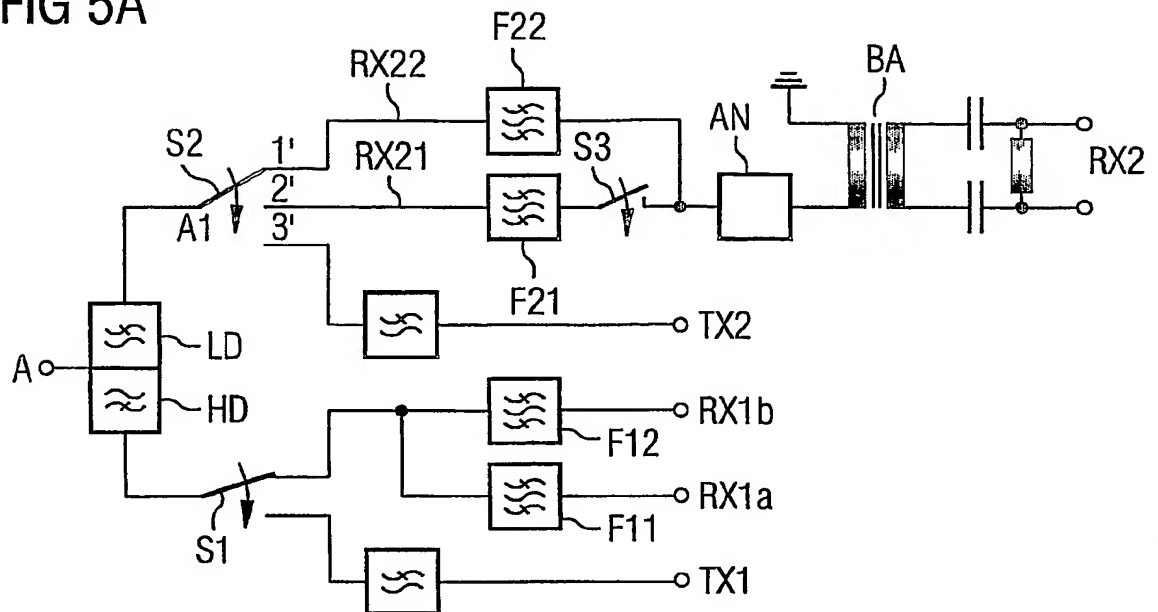 FIG 5A
F22
RX22
BA
AN
S2
1'
RX21
S3
2'
RX2
A1
3'
F21
TX2
LD
A
HD
RX1b
F12
RX1a
F11
S1
TX1